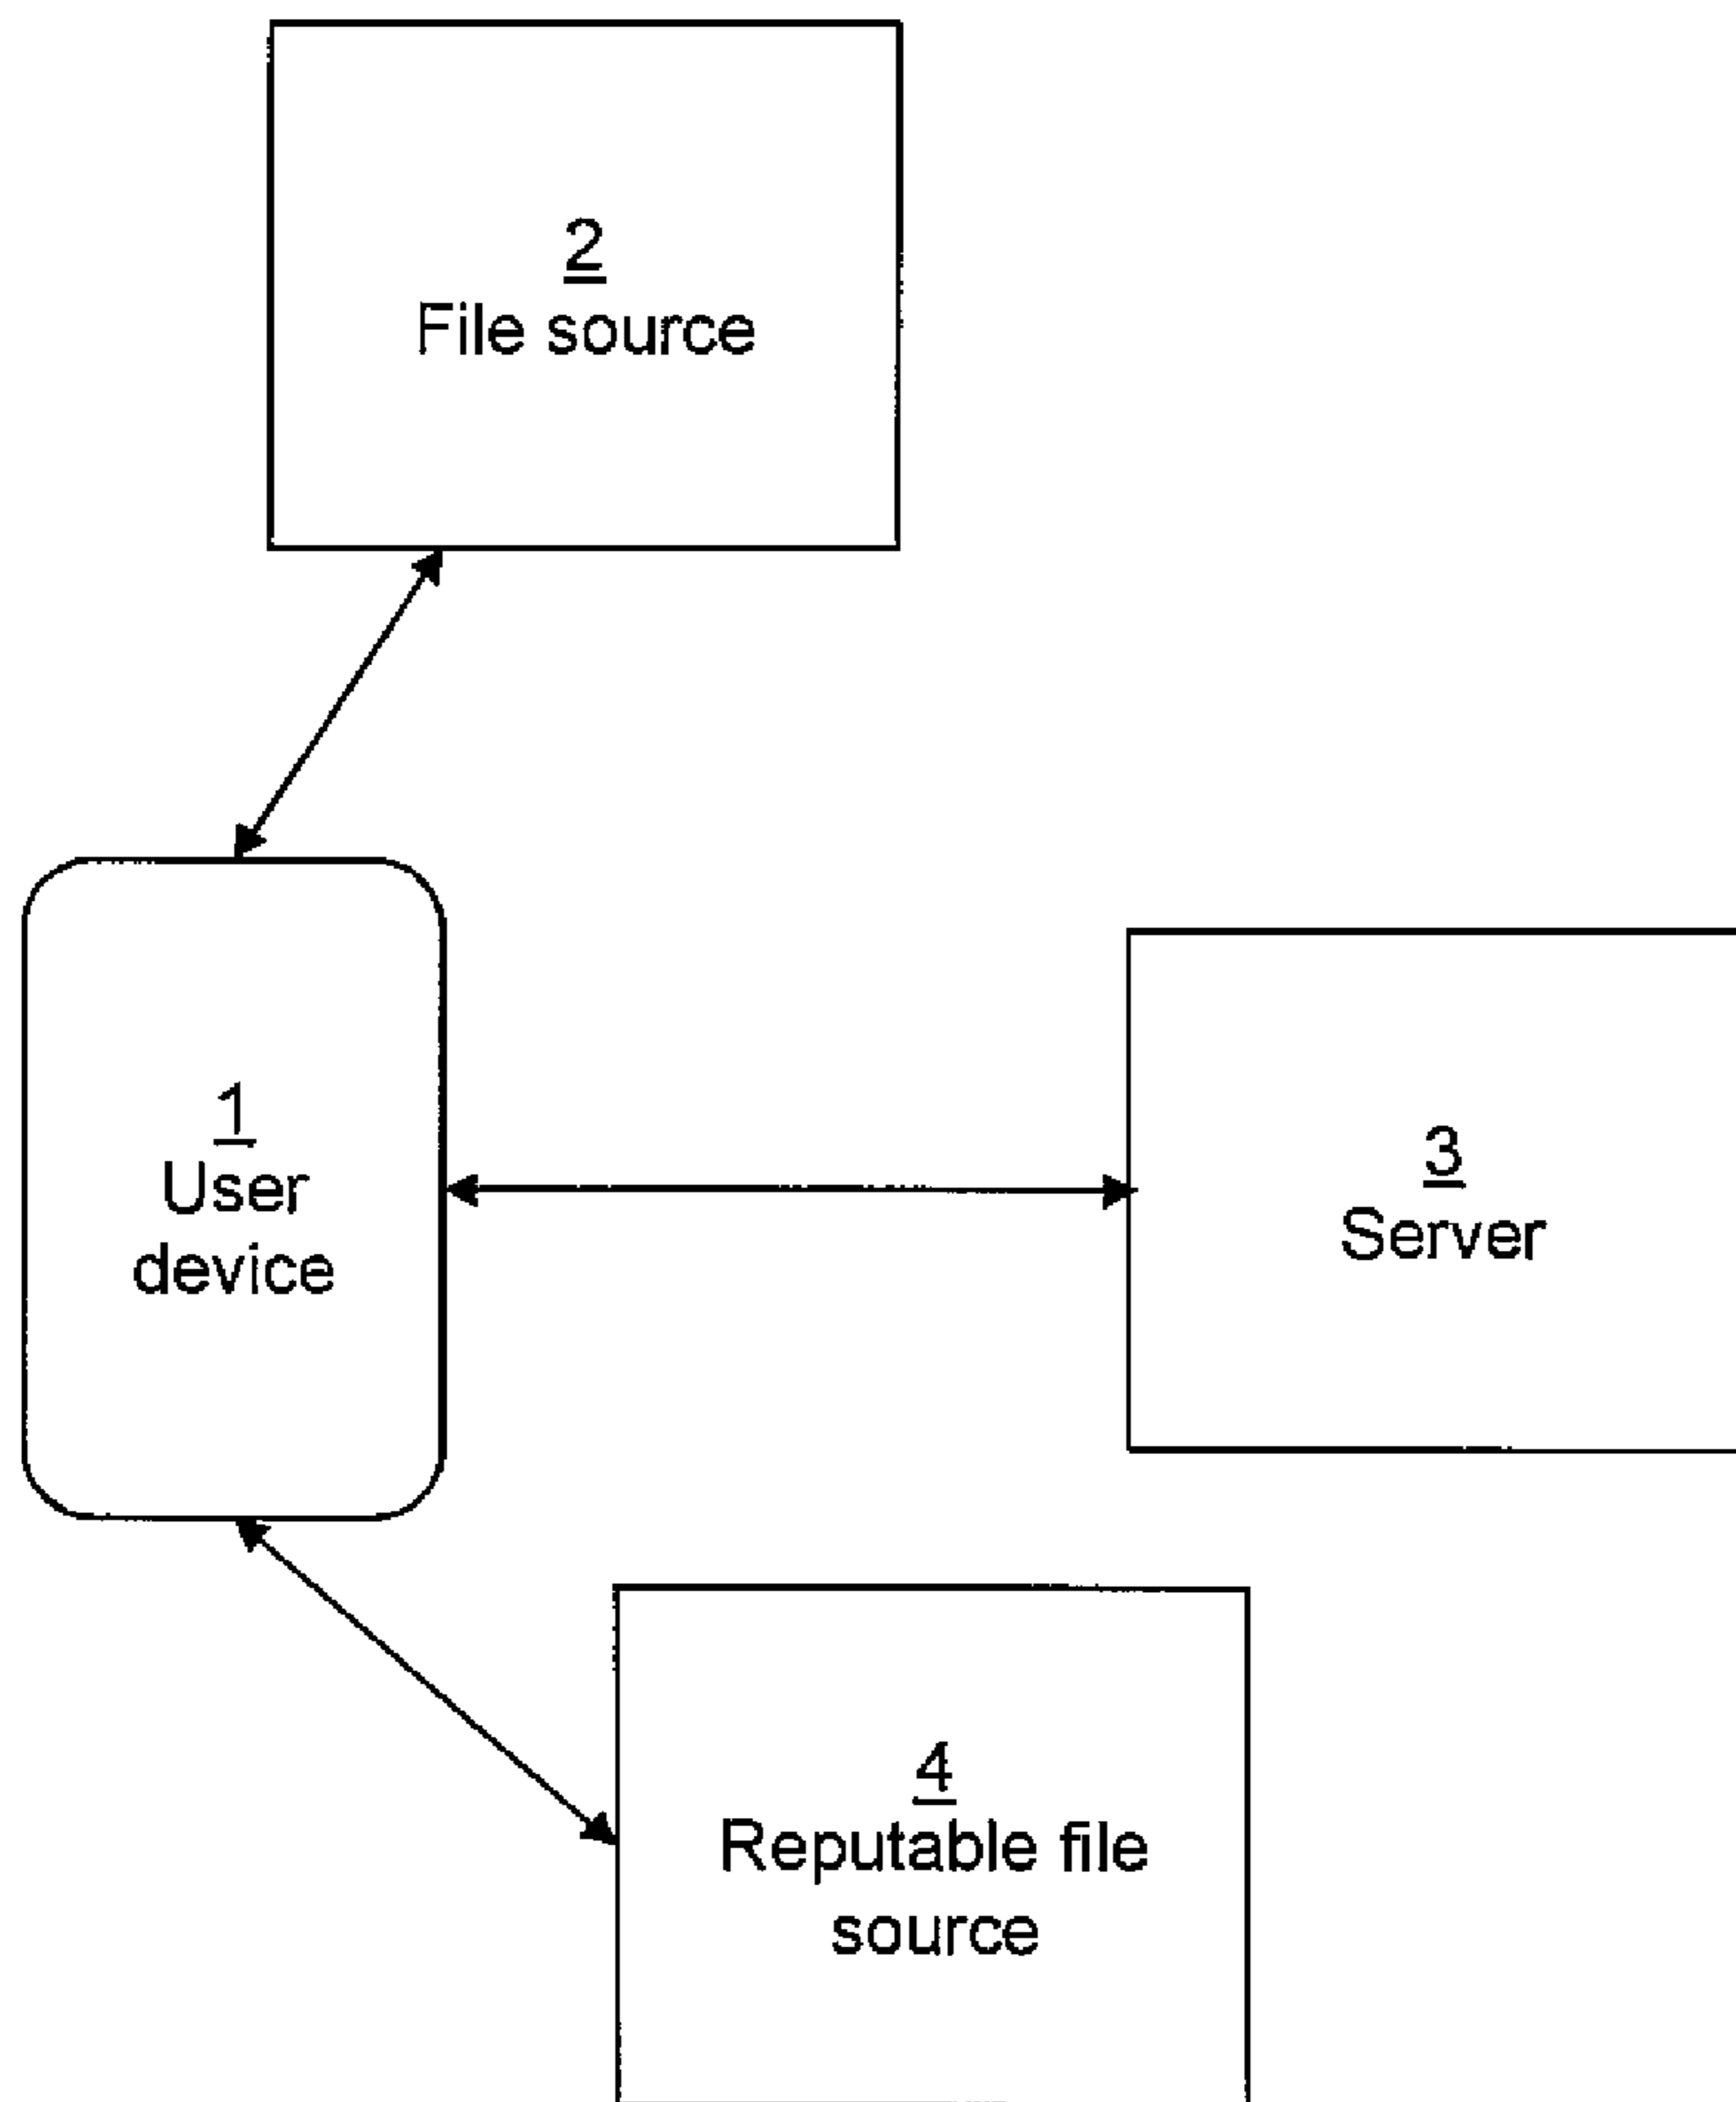 2
File source
1
User
device
3
Server
4
Reputable file
source